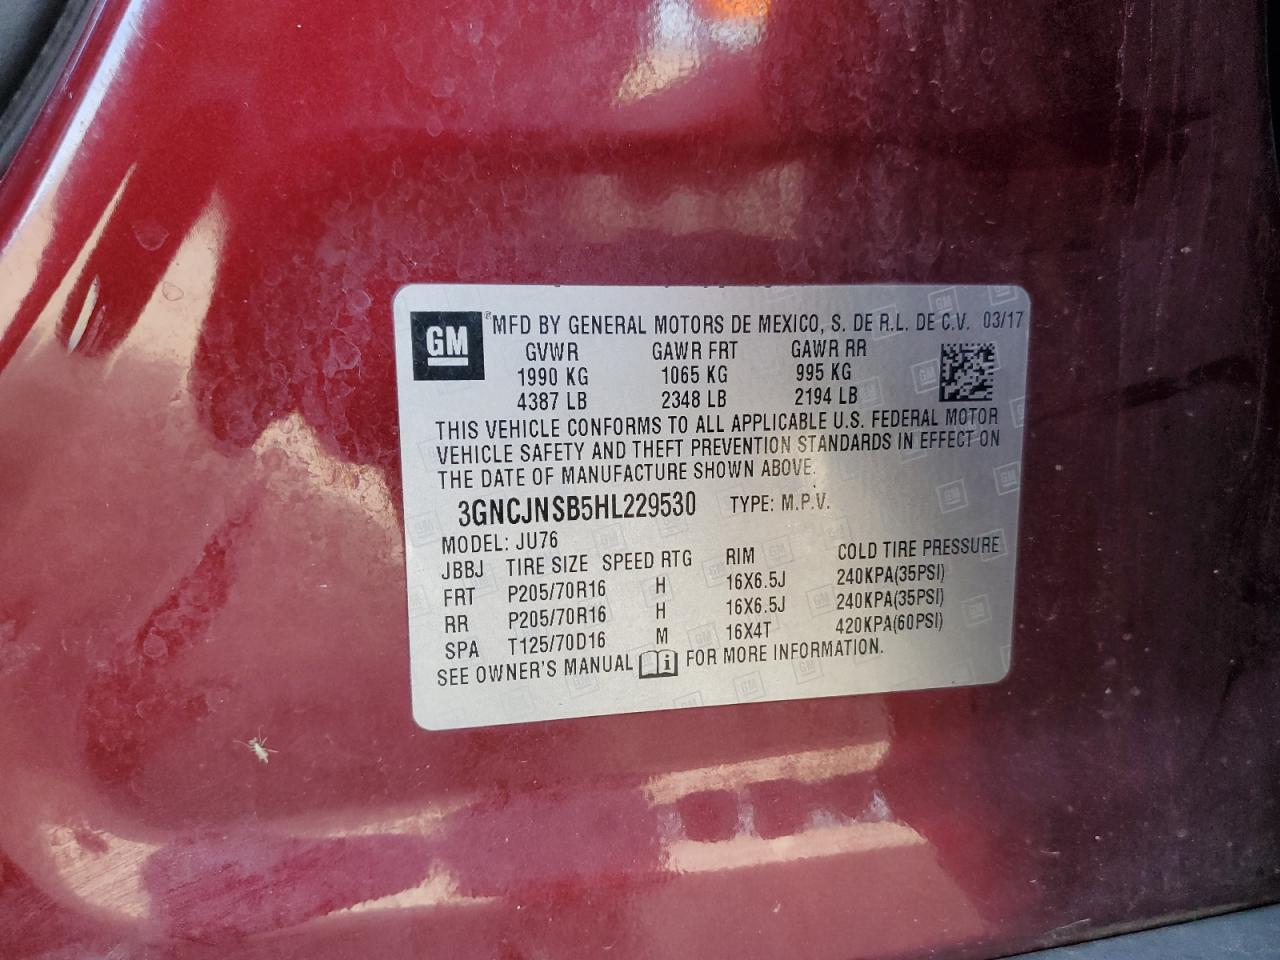 GM ® MFD BY GENERAL MOTORS DE MEXICO, S. DE R.L. DE C.V. 03/17
GVWR GAWR FRT GAWR RR
1990 KG 1065 KG 995 KG
4387 LB 2348 LB 2194 LB
THIS VEHICLE CONFORMS TO ALL APPLICABLE U.S. FEDERAL MOTOR
VEHICLE SAFETY AND THEFT PREVENTION STANDARDS IN EFFECT ON
THE DATE OF MANUFACTURE SHOWN ABOVE.
3GNCJNSB5HL229530 TYPE: M.P.V.
MODEL: JU76
JBBJ TIRE SIZE SPEED RTG RIM COLD TIRE PRESSURE
FRT P205/70R16 H 16X6.5J 240KPA(35PSI)
RR P205/70R16 H 16X6.5J 240KPA(35PSI)
SPA T125/70D16 M 16X4T 420KPA(60PSI)
SEE OWNER'S MANUAL i FOR MORE INFORMATION.